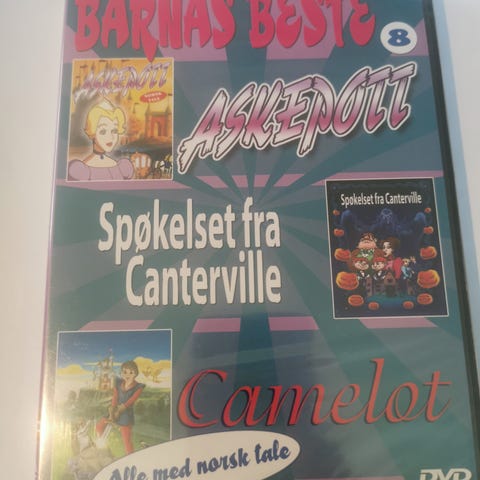 BARNAS BESTE
8
ASKEPOTT
ASKEPOTT
Spøkelset fra
Canterville
Spøkelset fra Canterville
Camelot
Alle med norsk tale
DVD